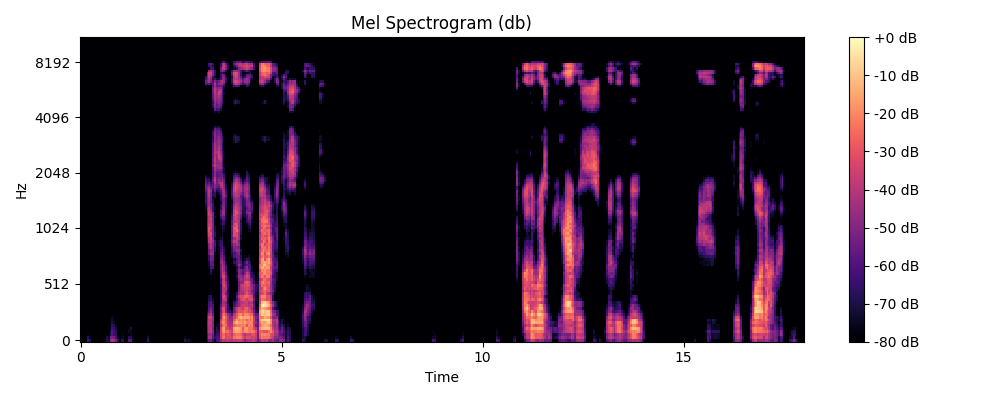 Mel Spectrogram (db)
8192
4096
2048
1024
512
0
Hz
0 5 10 15
Time
+0 dB
-10 dB
-20 dB
-30 dB
-40 dB
-50 dB
-60 dB
-70 dB
-80 dB